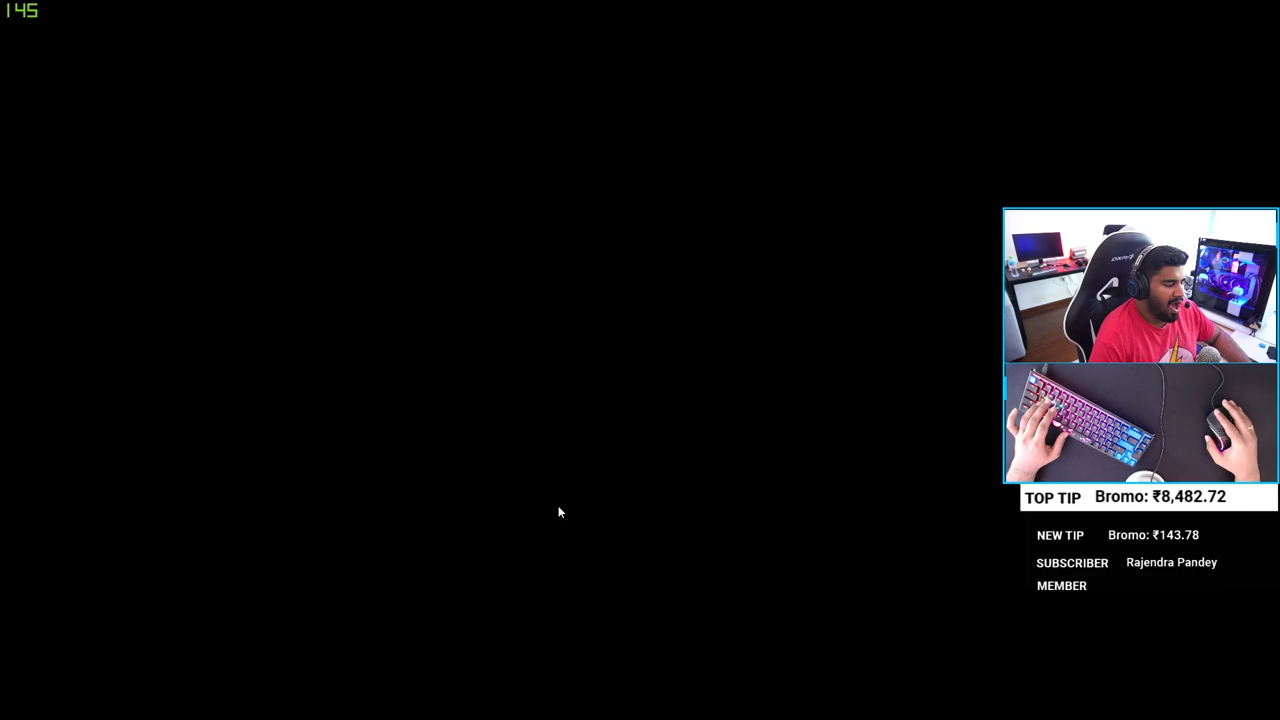 145
TOP TIP Bromo: ₹8,482.72
NEW TIP Bromo: ₹143.78
SUBSCRIBER Rajendra Pandey
MEMBER